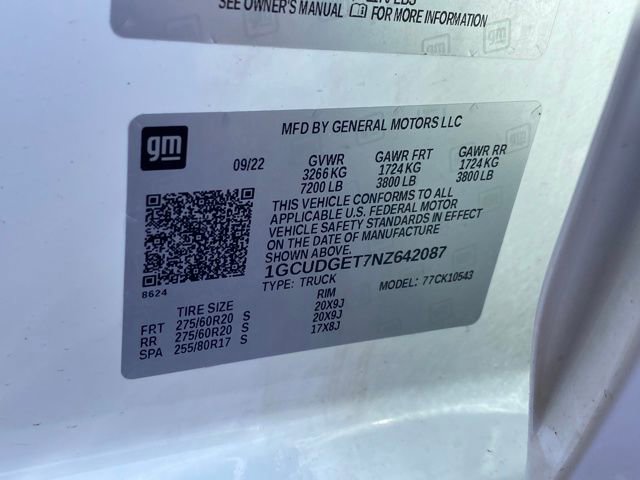 SEE OWNER'S MANUAL FOR MORE INFORMATION
gm
gm
MFD BY GENERAL MOTORS LLC
09/22
GVWR GAWR FRT GAWR RR
3266 KG 1724 KG 1724 KG
7200 LB 3800 LB 3800 LB
THIS VEHICLE CONFORMS TO ALL
APPLICABLE U.S. FEDERAL MOTOR
VEHICLE SAFETY STANDARDS IN EFFECT
ON THE DATE OF MANUFACTURE
SHOWN ABOVE.
1GCUDGET7NZ642087
TYPE: TRUCK MODEL: 77CK10543
8624
TIRE SIZE RIM
FRT 275/60R20 S 20X9J
RR 275/60R20 S 20X9J
SPA 255/80R17 S 17X8J